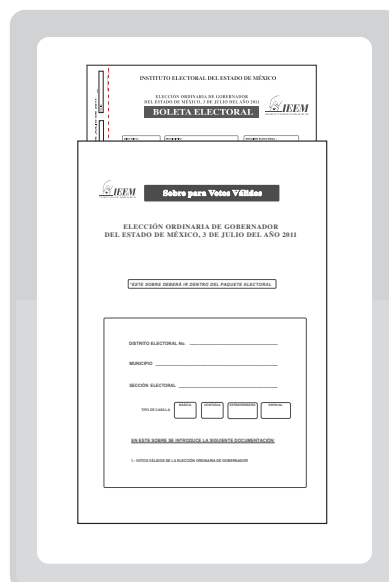 INSTITUTO ELECTORAL DEL ESTADO DE MÉXICO
ELECCIÓN ORDINARIA DE GOBERNADOR
DEL ESTADO DE MÉXICO, 3 DE JULIO DEL AÑO 2011
BOLETA ELECTORAL
IEEM
IEEM
Sobre para Votos Válidos
ELECCIÓN ORDINARIA DE GOBERNADOR
DEL ESTADO DE MÉXICO, 3 DE JULIO DEL AÑO 2011
*ESTE SOBRE DEBERÁ IR DENTRO DEL PAQUETE ELECTORAL
DISTRITO ELECTORAL No.
MUNICIPIO
SECCIÓN ELECTORAL
TIPO DE CASILLA
BÁSICA
CONTIGUA
EXTRAORDINARIA
ESPECIAL
EN ESTE SOBRE SE INTRODUCE LA SIGUIENTE DOCUMENTACIÓN:
1.- VOTOS VÁLIDOS DE LA ELECCIÓN ORDINARIA DE GOBERNADOR